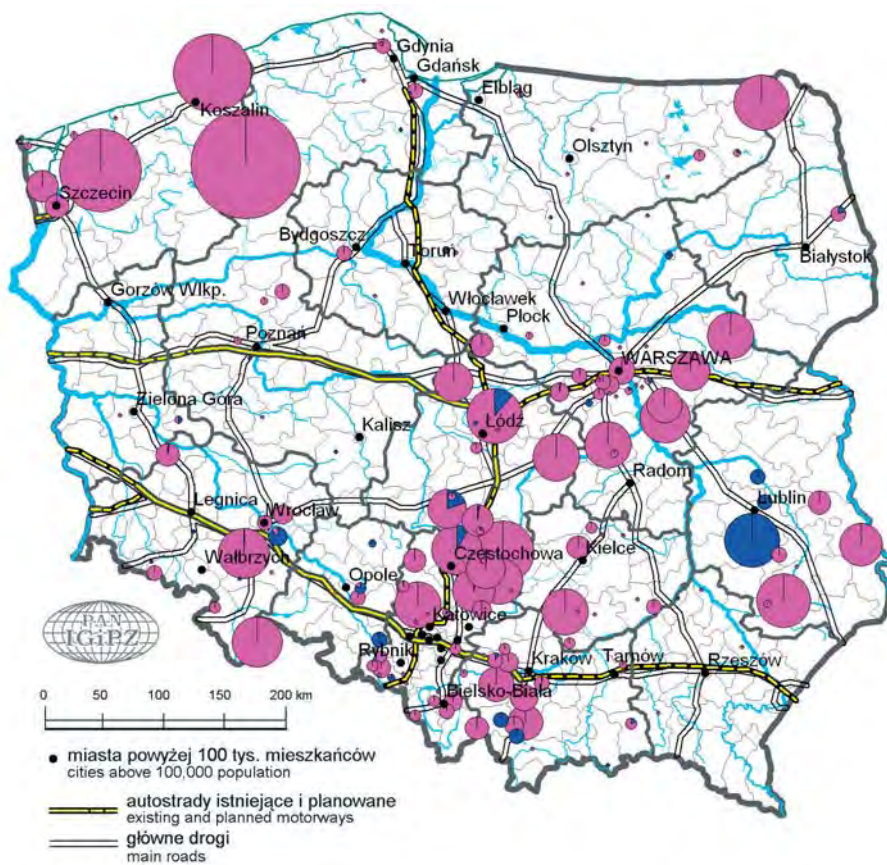 Gdynia
Gdańsk
Elbląg
Koszalin
Olsztyn
Szczecin
Bydgoszcz
Toruń
Białystok
Gorzów Wlkp.
Włocławek
Płock
Poznań
WARSZAWA
Zielona Góra
Kalisz
Łódź
Radom
Legnica
Wrocław
Lublin
Wałbrzych
Częstochowa
Kielce
Opole
P.A.N
IGiPZ
Katowice
Rybnik
Kraków
Tarnów
Rzeszów
Bielsko-Biała
0 50 100 150 200 km
miasta powyżej 100 tys. mieszkańców
cities above 100,000 population
autostrady istniejące i planowane
existing and planned motorways
główne drogi
main roads